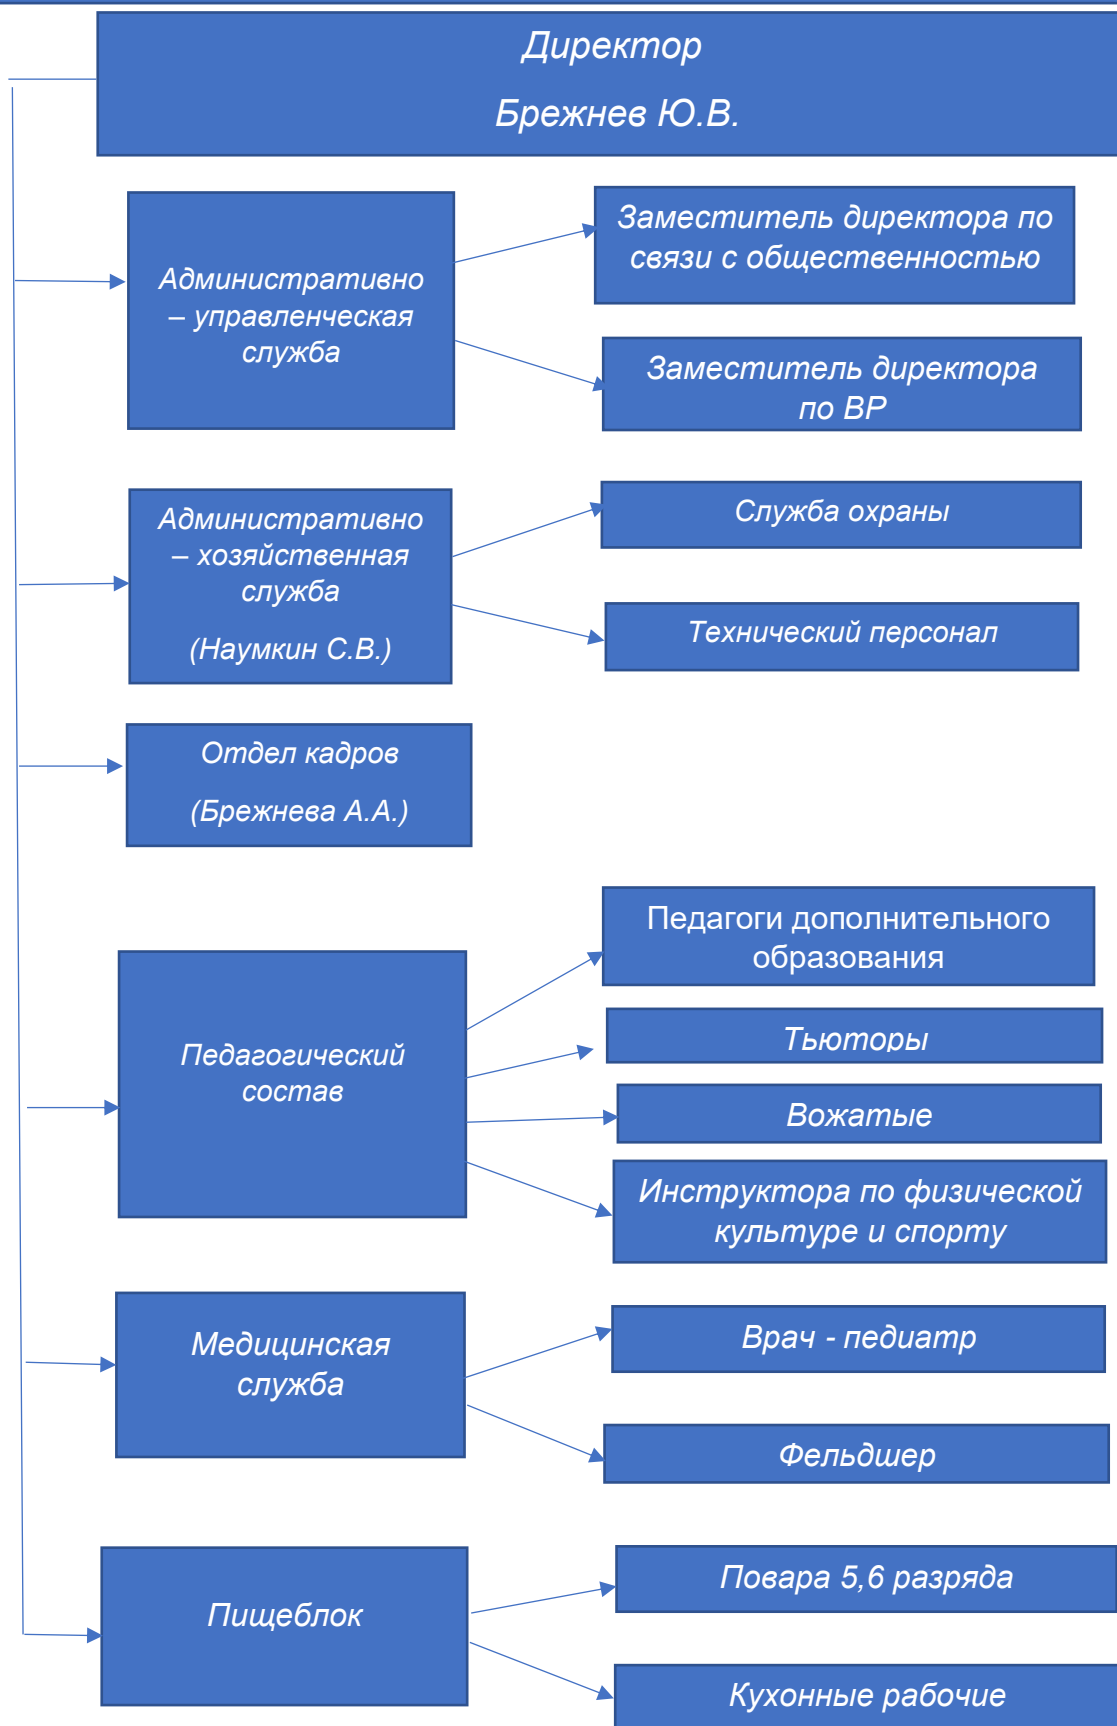 Директор
Брежнев Ю.В.
Административно
– управленческая
служба
Заместитель директора по
связи с общественностью
Заместитель директора
по ВР
Административно
– хозяйственная
служба
(Наумкин С.В.)
Служба охраны
Технический персонал
Отдел кадров
(Брежнева А.А.)
Педагогический
состав
Педагоги дополнительного
образования
Тьюторы
Вожатые
Инструктора по физической
культуре и спорту
Медицинская
служба
Врач - педиатр
Фельдшер
Пищеблок
Повара 5,6 разряда
Кухонные рабочие